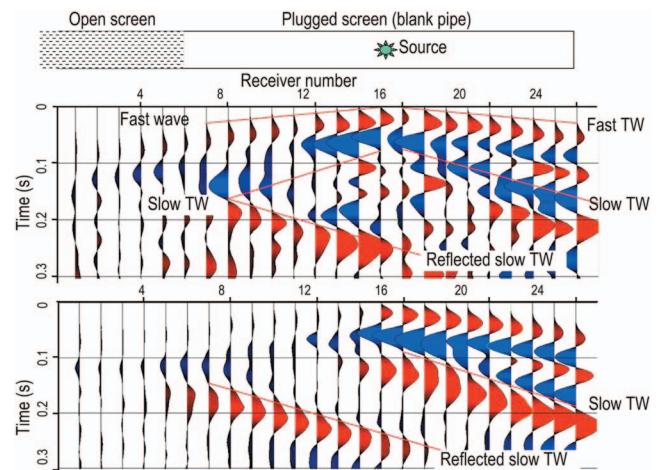 Open screen
Plugged screen (blank pipe)
Source
Receiver number
4 8 12 16 20 24
0
Fast wave
Fast TW
0.1
Time (s)
Slow TW
Slow TW
0.2
Reflected slow TW
0.3
4 8 12 16 20 24
0
0.1
Time (s)
Slow TW
0.2
Reflected slow TW
0.3